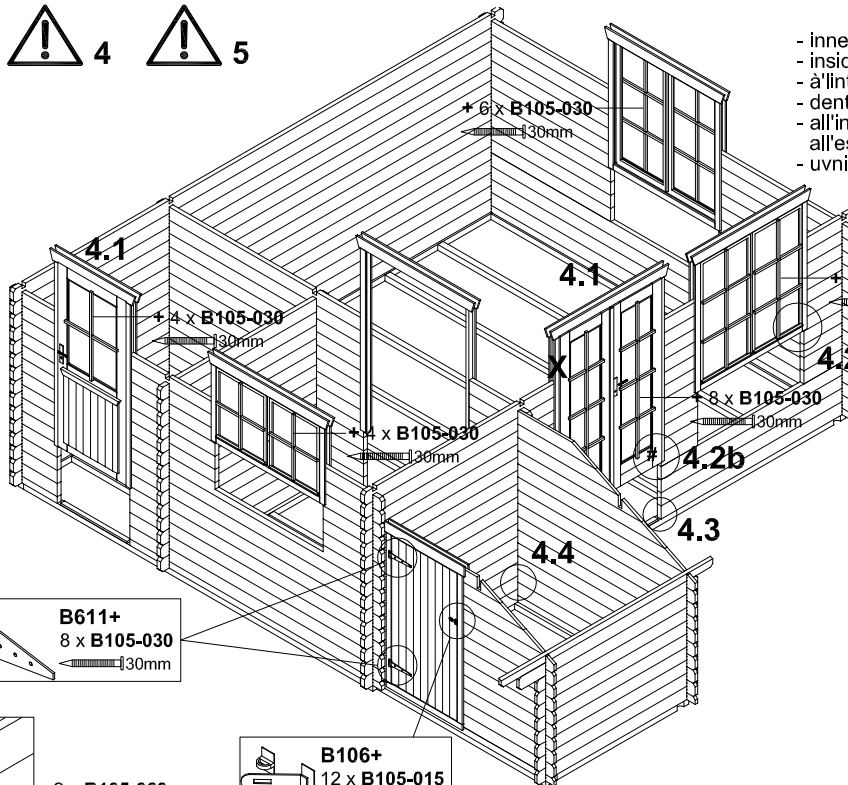 4
5
- inne
- insid
- à'lint
- dent
- all'in
all'es
- uvni
+ 6 x B105-030
30mm
4.1
4.1
+ 4 x B105-030
30mm
+
X
+ 8 x B105-030
30mm
+ 4 x B105-030
30mm
#
4.2b
4.3
4.4
B611+
8 x B105-030
30mm
B106+
12 x B105-015